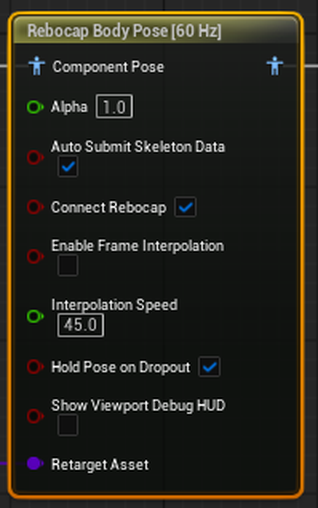 Rebocap Body Pose [60 Hz]
Component Pose
Alpha 1.0
Auto Submit Skeleton Data
Connect Rebocap
Enable Frame Interpolation
Interpolation Speed
45.0
Hold Pose on Dropout
Show Viewport Debug HUD
Retarget Asset